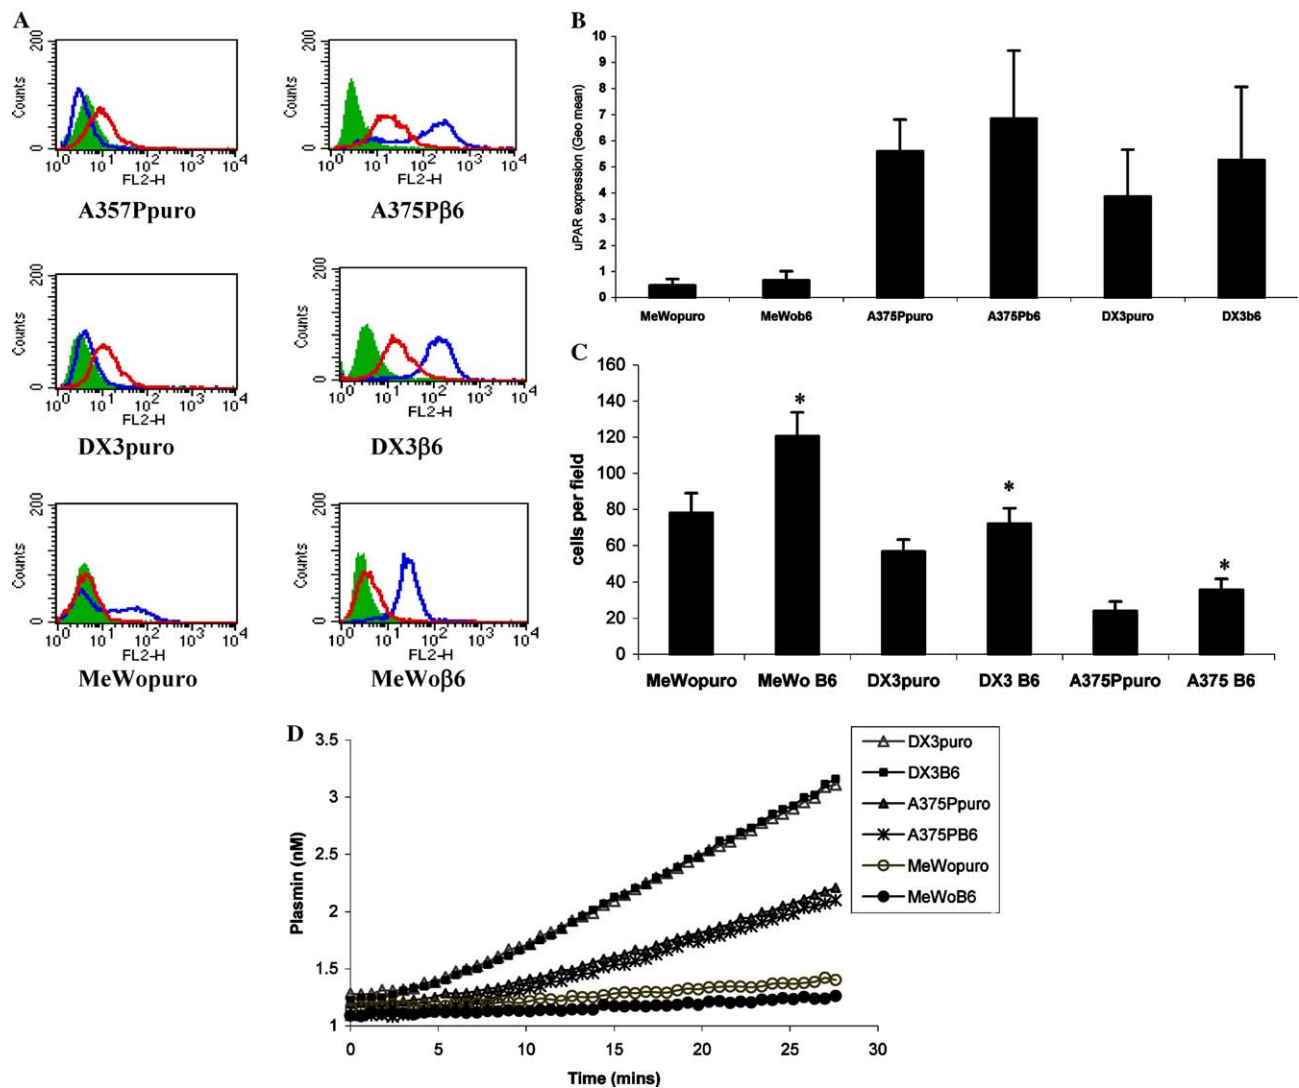 A
200
Counts
0
10^0 10^1 10^2 10^3 10^4
FL2-H
A357Ppuro
200
Counts
0
10^0 10^1 10^2 10^3 10^4
FL2-H
A375Pβ6
200
Counts
0
10^0 10^1 10^2 10^3 10^4
FL2-H
DX3puro
200
Counts
0
10^0 10^1 10^2 10^3 10^4
FL2-H
DX3β6
200
Counts
0
10^0 10^1 10^2 10^3 10^4
FL2-H
MeWopuro
200
Counts
0
10^0 10^1 10^2 10^3 10^4
FL2-H
MeWoβ6
B
uPAR expression (Geo mean)
10
9
8
7
6
5
4
3
2
1
0
MeWopuro MeWob6 A375Ppuro A375Pb6 DX3puro DX3b6
C
cells per field
160
140
120
100
80
60
40
20
0
* * *
MeWopuro MeWo B6 DX3puro DX3 B6 A375Ppuro A375 B6
D
Plasmin (nM)
3.5
3
2.5
2
1.5
1
0 5 10 15 20 25 30
Time (mins)
DX3puro
DX3B6
A375Ppuro
A375PB6
MeWopuro
MeWoB6